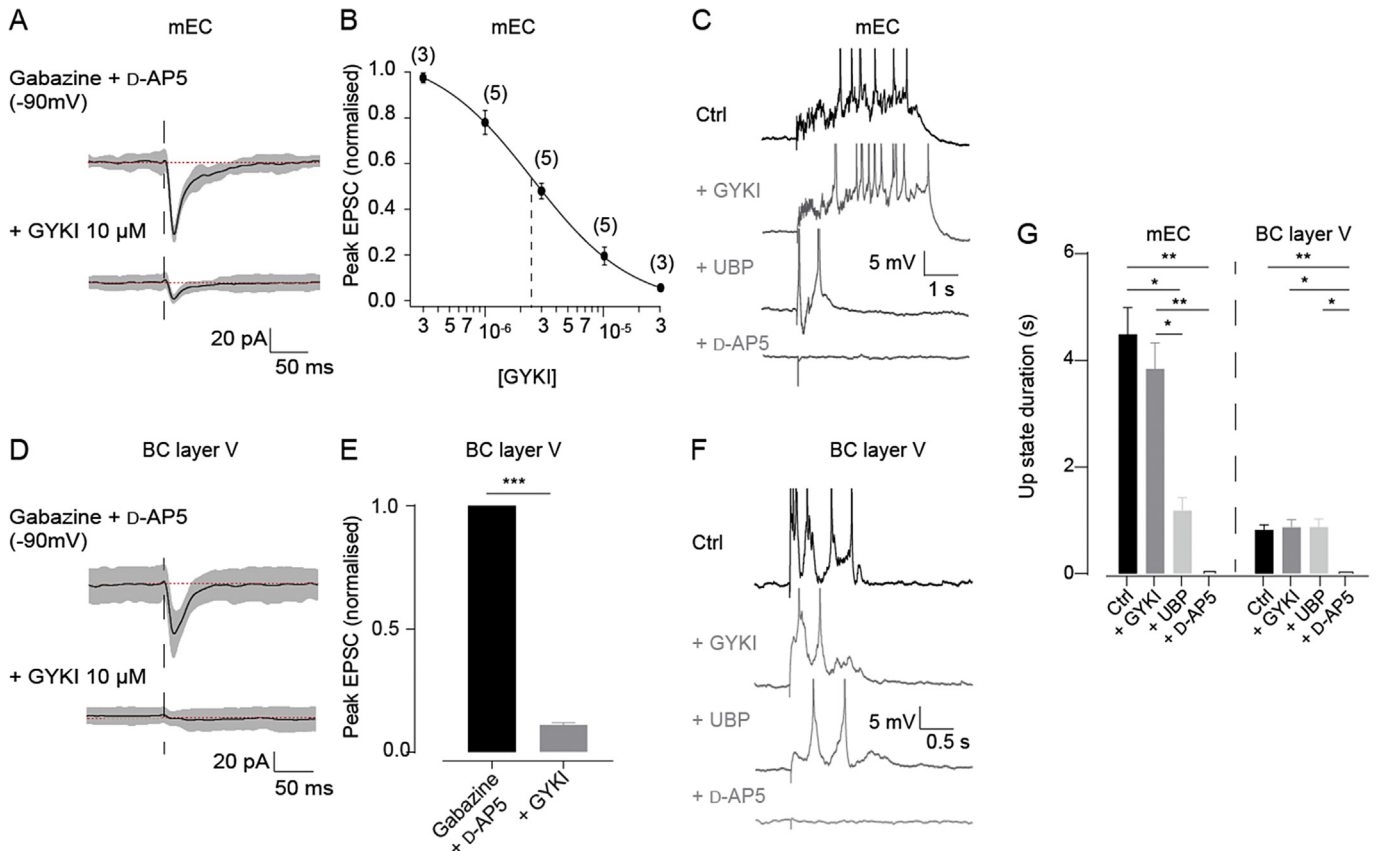 A
mEC
Gabazine + D-AP5
(-90mV)
+ GYKI 10 µM
20 pA
50 ms
B
mEC
Peak EPSC (normalised)
1.0
0.8
0.6
0.4
0.2
0.0
(3)
(5)
(5)
(5)
(3)
3
5 7
10⁻⁶
3
5 7
10⁻⁵
3
[GYKI]
C
mEC
Ctrl
+ GYKI
+ UBP
+ D-AP5
5 mV
1 s
D
BC layer V
Gabazine + D-AP5
(-90mV)
+ GYKI 10 µM
20 pA
50 ms
E
BC layer V
***
Peak EPSC (normalised)
1.0
0.5
0.0
Gabazine
+ D-AP5
+ GYKI
F
BC layer V
Ctrl
+ GYKI
+ UBP
+ D-AP5
5 mV
0.5 s
G
mEC
BC layer V
Up state duration (s)
6
4
2
0
**
*
**
*
**
*
*
Ctrl
+ GYKI
+ UBP
+ D-AP5
Ctrl
+ GYKI
+ UBP
+ D-AP5